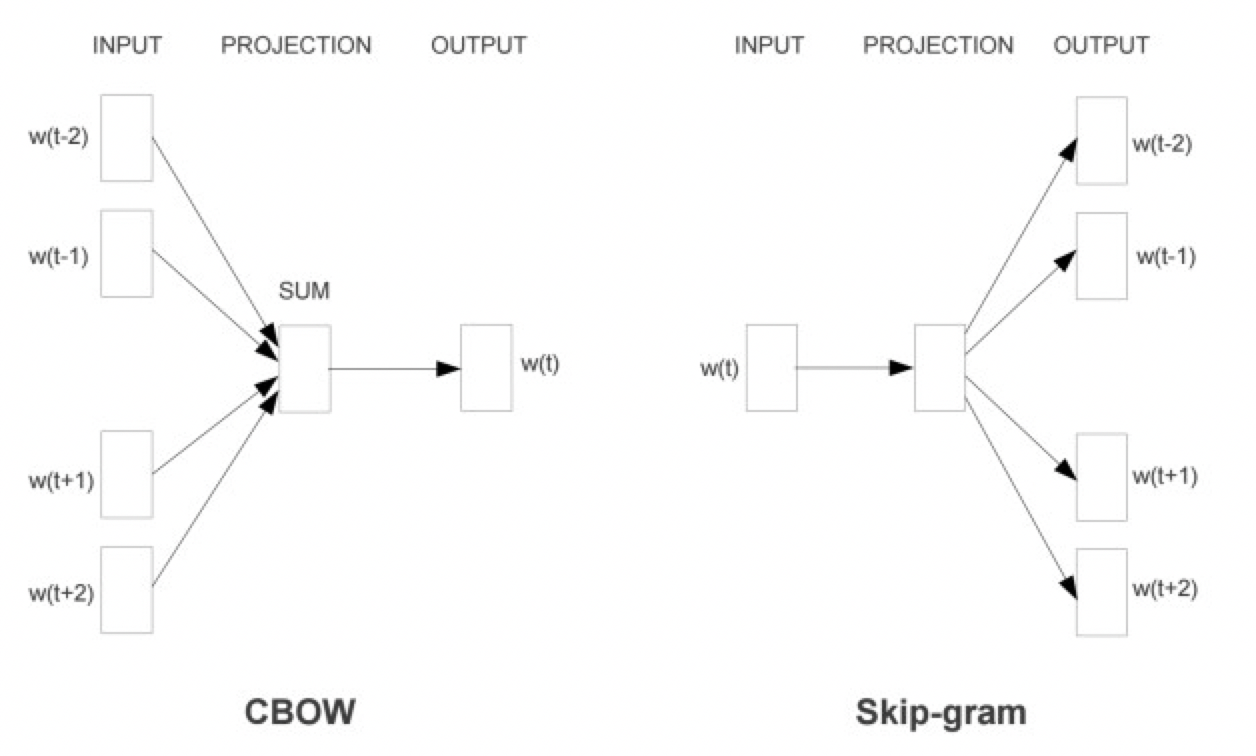 INPUT PROJECTION OUTPUT
w(t-2)
w(t-1)
SUM
w(t)
w(t+1)
w(t+2)
CBOW
INPUT PROJECTION OUTPUT
w(t-2)
w(t-1)
w(t)
w(t+1)
w(t+2)
Skip-gram